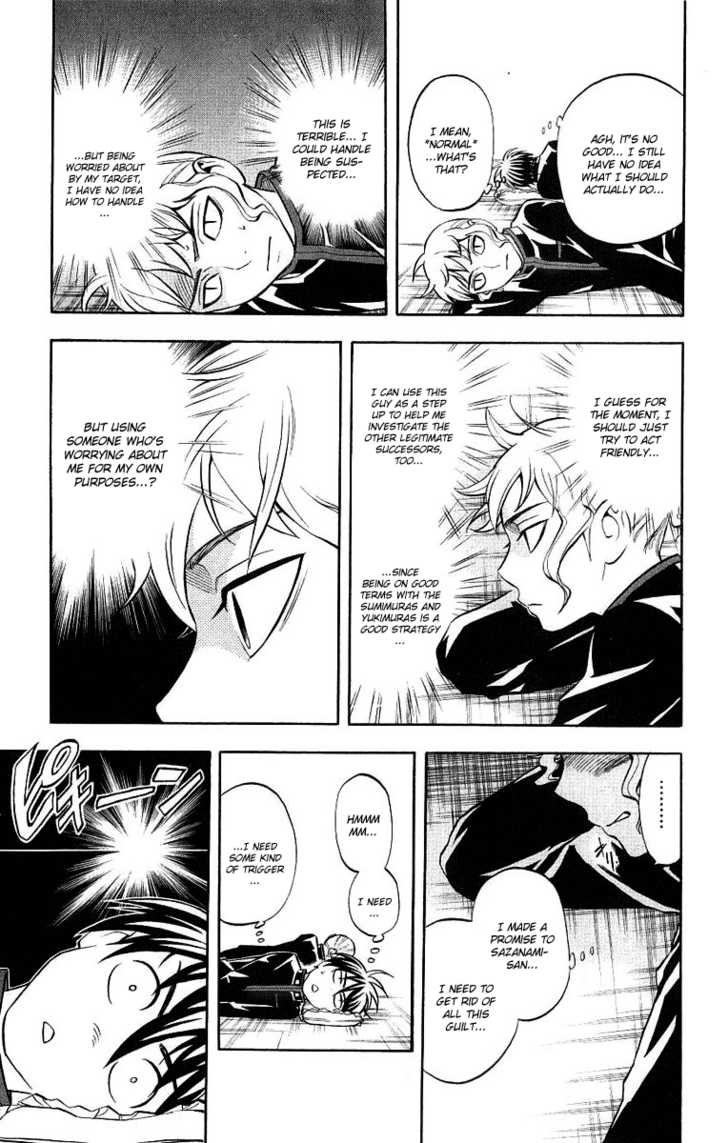 AGH, IT'S NO
GOOD... I STILL
HAVE NO IDEA
WHAT I SHOULD
ACTUALLY DO...
I MEAN,
"NORMAL"
...WHAT'S
THAT?
THIS IS
TERRIBLE... I
COULD HANDLE
BEING SUS-
PECTED...
...BUT BEING
WORRIED ABOUT
BY MY TARGET,
I HAVE NO IDEA
HOW TO HANDLE
...
I GUESS FOR
THE MOMENT, I
SHOULD JUST
TRY TO ACT
FRIENDLY...
I CAN USE THIS
GUY AS A STEP
UP TO HELP ME
INVESTIGATE THE
OTHER LEGITIMATE
SUCCESSORS,
TOO...
...SINCE
BEING ON GOOD
TERMS WITH THE
SUMIMURAS AND
YUKIMURAS IS A
GOOD STRATEGY
...
BUT USING
SOMEONE WHO'S
WORRYING ABOUT
ME FOR MY OWN
PURPOSES...?
.........
ギリ
I MADE A
PROMISE TO
SAZANAMI-
SAN...
I NEED TO
GET RID OF
ALL THIS
GUILT...
HMMM
MM...
I NEED
...
...I NEED
SOME KIND
OF TRIGGER
...
ピキーン